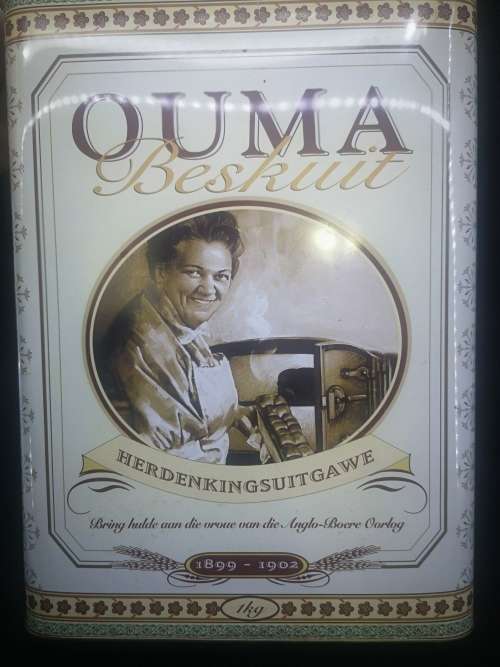 OUMA
Beskuit
HERDENKINGSUITGAWE
Bring hulde aan die vroue van die Anglo-Boere Oorlog
1899 - 1902
1kg